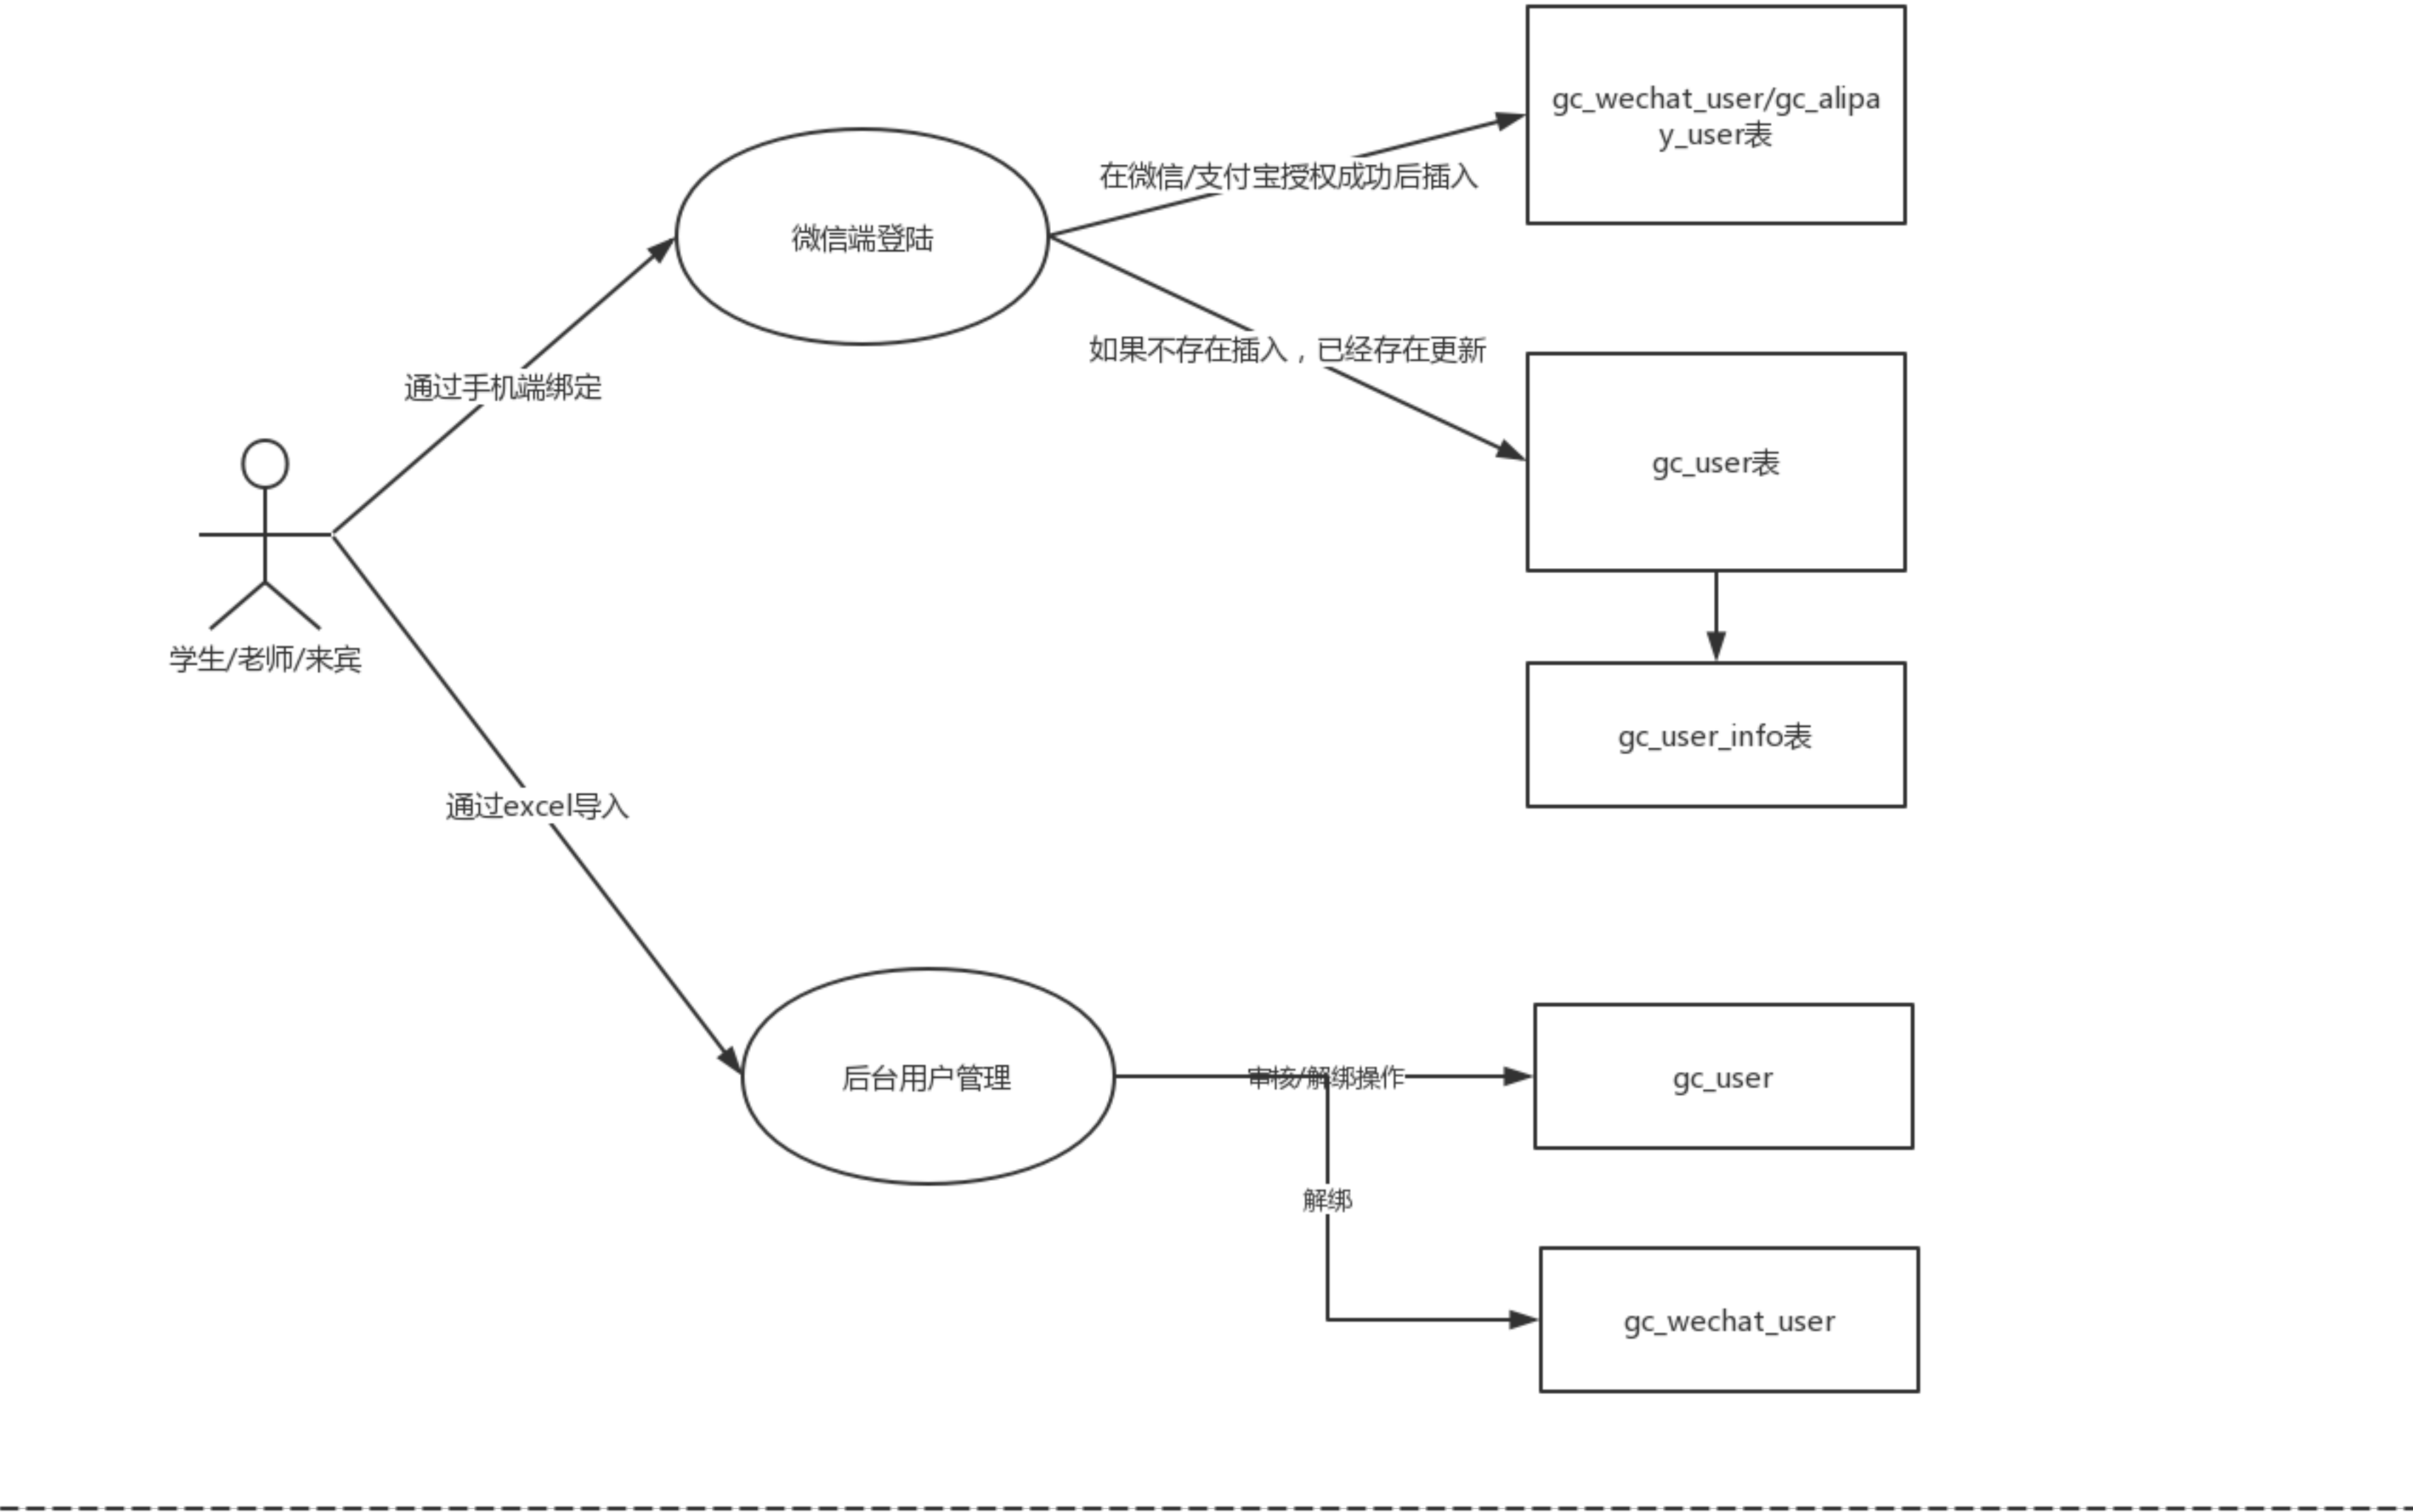 gc_wechat_user/gc_alipa
y_user表
在微信/支付宝授权成功后插入
微信端登陆
如果不存在插入，已经存在更新
通过手机端绑定
gc_user表
学生/老师/来宾
gc_user_info表
通过excel导入
后台用户管理
审核/解绑操作
gc_user
解绑
gc_wechat_user